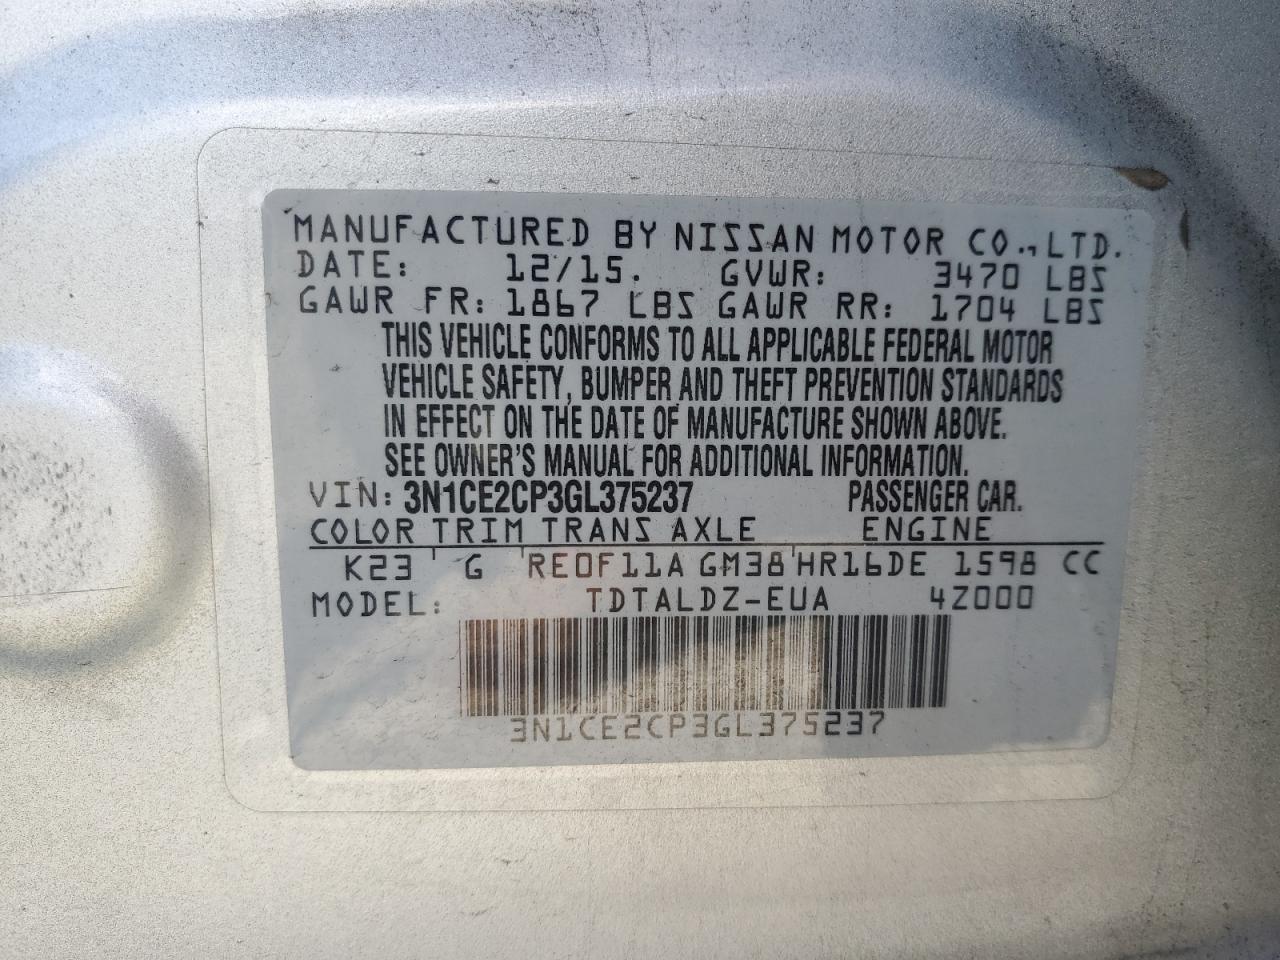 MANUFACTURED BY NISSAN MOTOR CO.,LTD.
DATE: 12/15. GVWR: 3470 LBS
GAWR FR: 1867 LBS GAWR RR: 1704 LBS
THIS VEHICLE CONFORMS TO ALL APPLICABLE FEDERAL MOTOR
VEHICLE SAFETY, BUMPER AND THEFT PREVENTION STANDARDS
IN EFFECT ON THE DATE OF MANUFACTURE SHOWN ABOVE.
SEE OWNER'S MANUAL FOR ADDITIONAL INFORMATION.
VIN: 3N1CE2CP3GL375237 PASSENGER CAR.
COLOR TRIM TRANS AXLE ENGINE
K23 G RE0F11A GM38 HR16DE 1598 CC
MODEL: TDTALDZ-EUA 4Z000
3N1CE2CP3GL375237